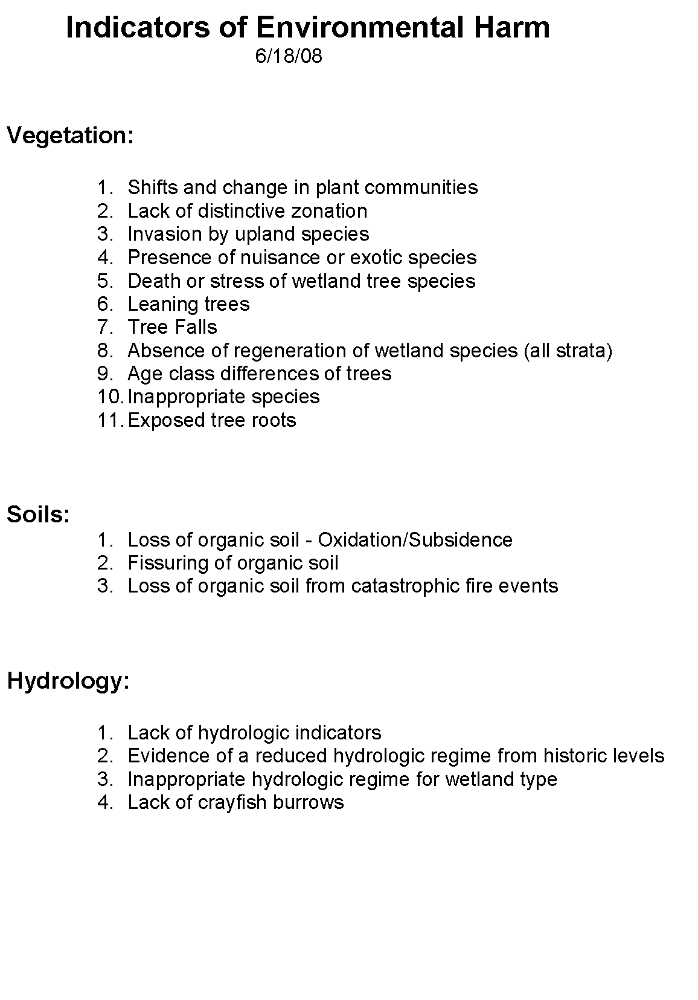 Indicators of Environmental Harm
6/18/08
Vegetation:
1. Shifts and change in plant communities
2. Lack of distinctive zonation
3. Invasion by upland species
4. Presence of nuisance or exotic species
5. Death or stress of wetland tree species
6. Leaning trees
7. Tree Falls
8. Absence of regeneration of wetland species (all strata)
9. Age class differences of trees
10. Inappropriate species
11. Exposed tree roots
Soils:
1. Loss of organic soil - Oxidation/Subsidence
2. Fissuring of organic soil
3. Loss of organic soil from catastrophic fire events
Hydrology:
1. Lack of hydrologic indicators
2. Evidence of a reduced hydrologic regime from historic levels
3. Inappropriate hydrologic regime for wetland type
4. Lack of crayfish burrows